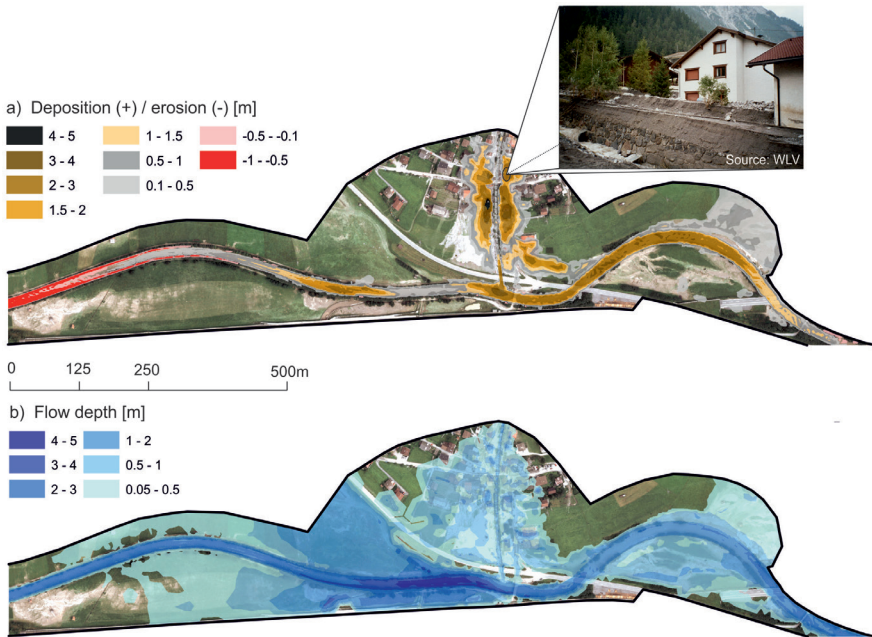 a) Deposition (+) / erosion (-) [m]
4 - 5
3 - 4
2 - 3
1.5 - 2
1 - 1.5
0.5 - 1
0.1 - 0.5
-0.5 - -0.1
-1 - -0.5
Source: WLV
0 125 250 500m
b) Flow depth [m]
4 - 5
3 - 4
2 - 3
1 - 2
0.5 - 1
0.05 - 0.5